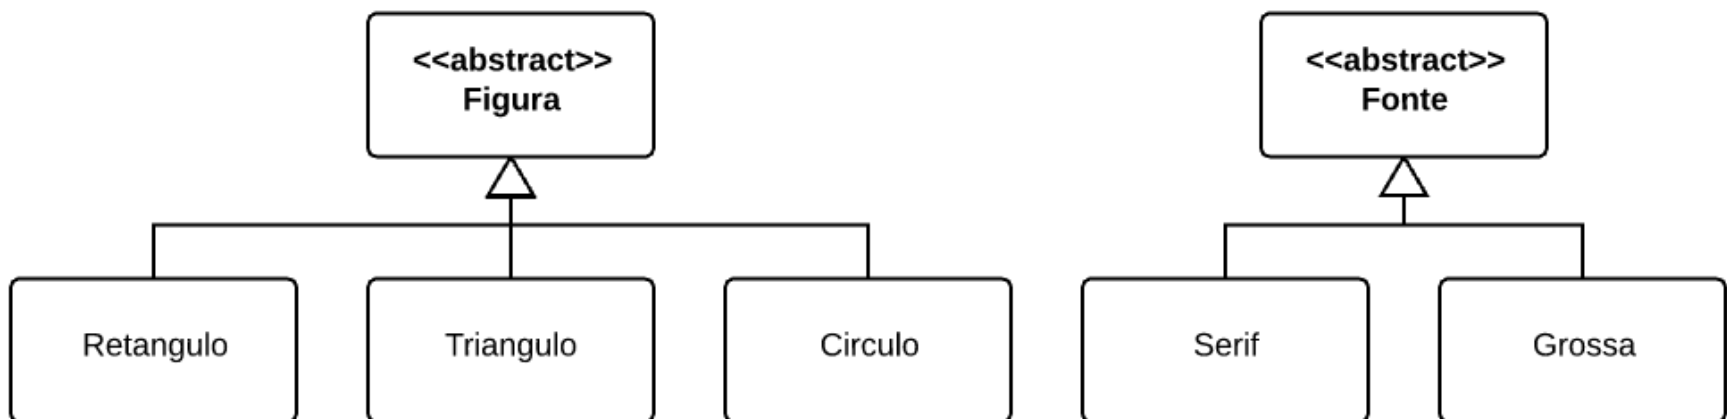 <<abstract>>
Figura
<<abstract>>
Fonte
Retangulo
Triangulo
Circulo
Serif
Grossa